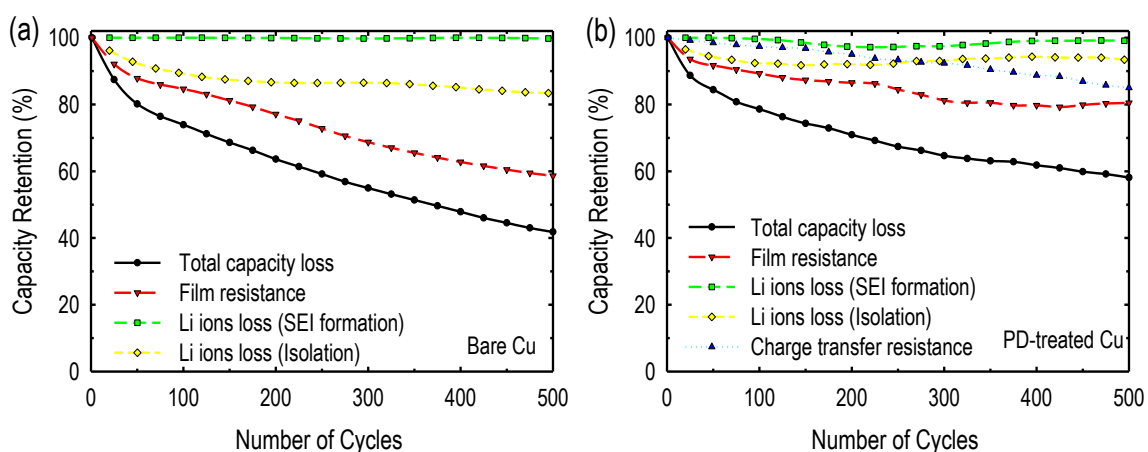 (a)
Capacity Retention (%)
100
80
60
40
20
0
Total capacity loss
Film resistance
Li ions loss (SEI formation)
Li ions loss (Isolation)
Bare Cu
0 100 200 300 400 500
Number of Cycles
(b)
Capacity Retention (%)
100
80
60
40
20
0
Total capacity loss
Film resistance
Li ions loss (SEI formation)
Li ions loss (Isolation)
Charge transfer resistance
PD-treated Cu
0 100 200 300 400 500
Number of Cycles